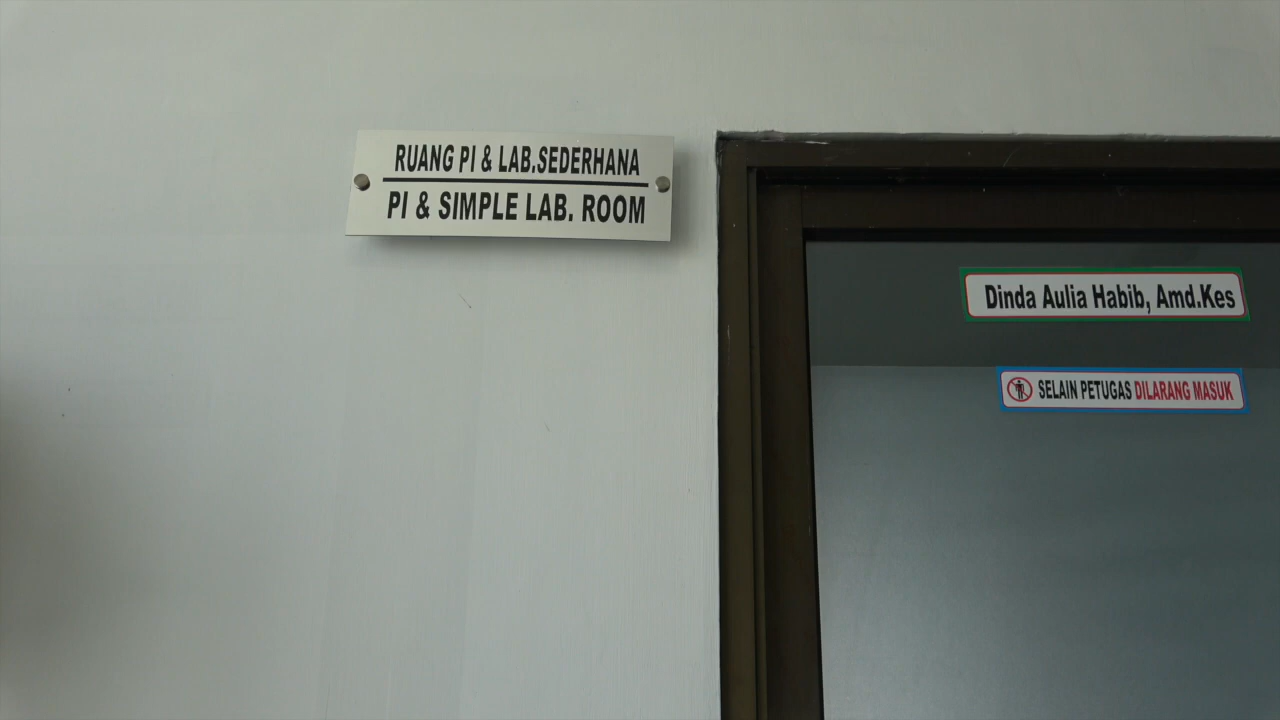 RUANG PI & LAB.SEDERHANA
PI & SIMPLE LAB. ROOM
Dinda Aulia Habib, Amd.Kes
SELAIN PETUGAS DILARANG MASUK